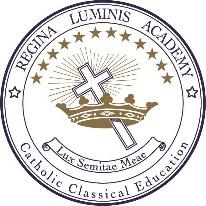 REGINA LUMINIS ACADEMY
Lux Semitae Meae
Catholic Classical Education